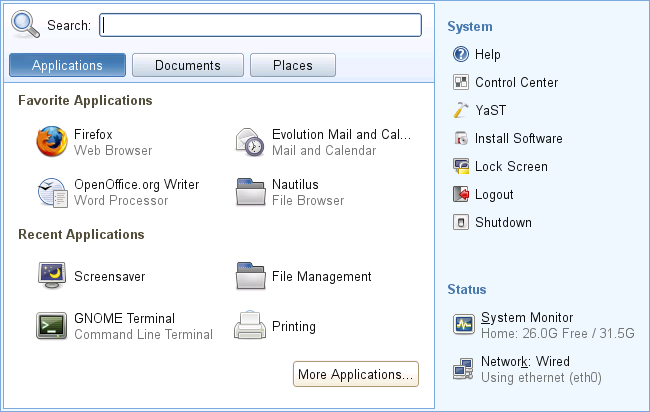 Search:
Applications
Documents
Places
Favorite Applications
Firefox
Web Browser
Evolution Mail and Cal...
Mail and Calendar
OpenOffice.org Writer
Word Processor
Nautilus
File Browser
Recent Applications
Screensaver
File Management
GNOME Terminal
Command Line Terminal
Printing
More Applications...
System
Help
Control Center
YaST
Install Software
Lock Screen
Logout
Shutdown
Status
System Monitor
Home: 26.0G Free / 31.5G
Network: Wired
Using ethernet (eth0)